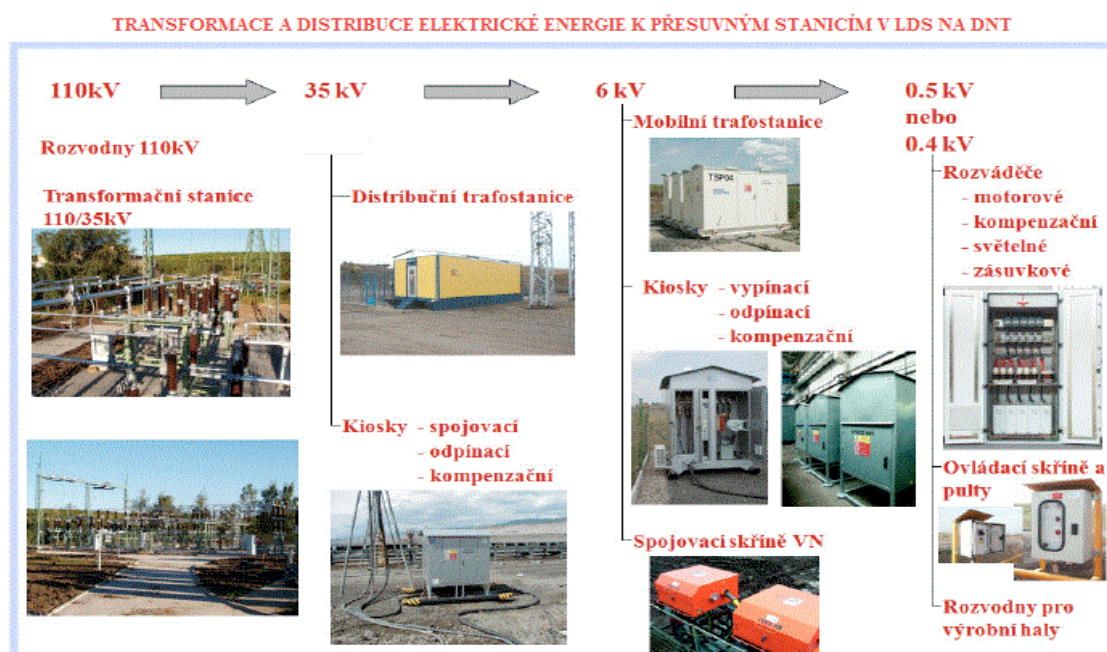 TRANSFORMACE A DISTRIBUCE ELEKTRICKÉ ENERGIE K PŘESUVNÝM STANICÍM V LDS NA DNT
110kV
35 kV
6 kV
0.5 kV
nebo
0.4 kV
Rozvodny 110kV
Transformační stanice
110/35kV
Distribuční trafostanice
Kiosky - spojovací
- odpínací
- kompenzační
Mobilní trafostanice
TSP04
Kiosky - vypínací
- odpínací
- kompenzační
Spojovací skříně VN
Rozváděče
- motorové
- kompenzační
- světelné
- zásuvkové
Ovládací skříně a
pulty
Rozvodny pro
výrobní haly